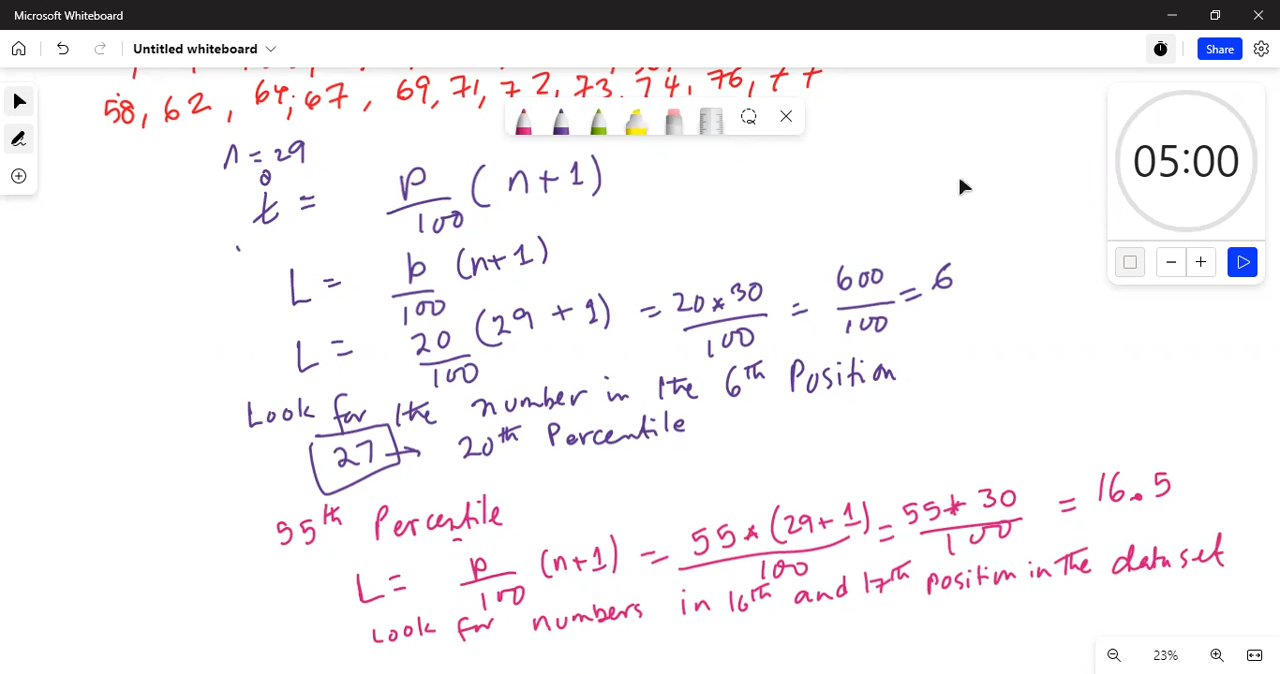 Microsoft Whiteboard
Untitled whiteboard
Share
58, 62, 64, 67, 69, 71, 72, 73, 74, 76, 77
05:00
n = 29
i = P/100 (n+1)
L = p/100 (n+1)
L = 20/100 (29 + 1) = 20*30/100 = 600/100 = 6
Look for the number in the 6th Position
27 → 20th Percentile
55th Percentile
L = p/100 (n+1) = 55*(29+1)/100 = 55*30/100 = 16.5
Look for numbers in 16th and 17th position in the data set
23%